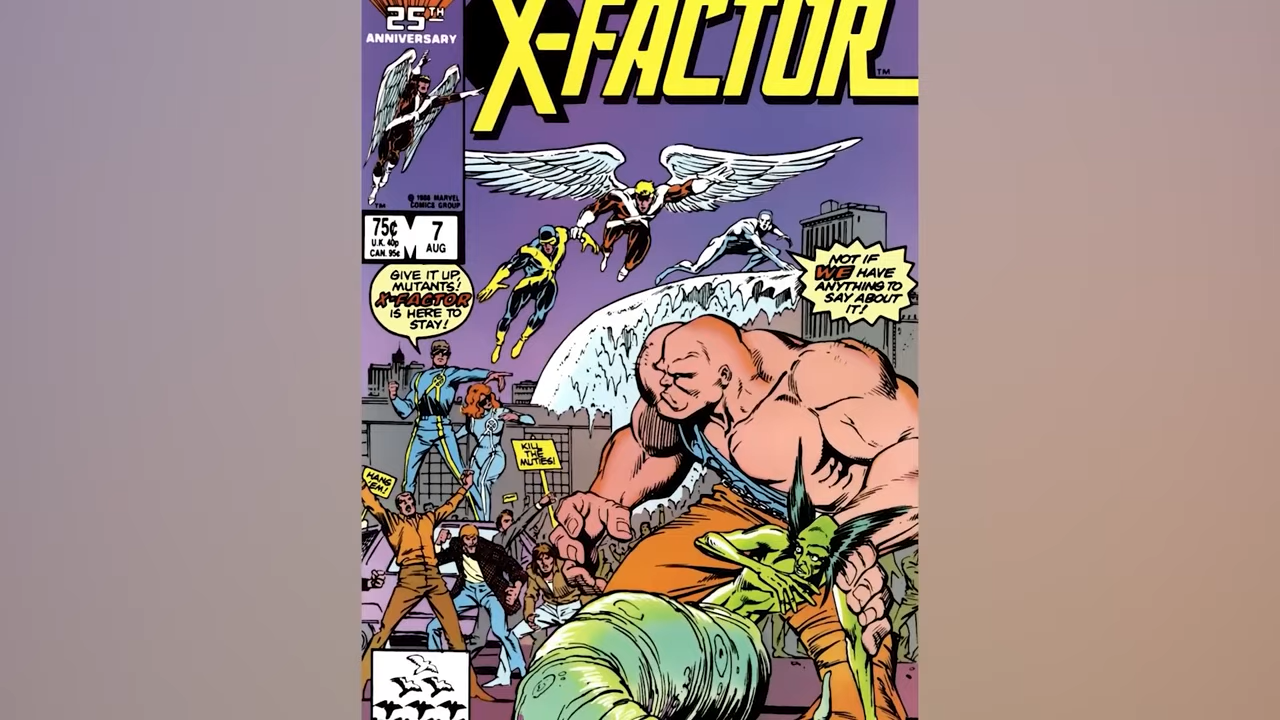 25TH
ANNIVERSARY
X-FACTOR
TM
TM
© 1986 MARVEL
COMICS GROUP
75¢
U.K. 40p
CAN. 95¢
7
AUG
GIVE IT UP,
MUTANTS!
X-FACTOR
IS HERE TO
STAY!
NOT IF
WE HAVE
ANYTHING TO
SAY ABOUT
IT!
KILL
THE
MUTIES!
HANG
'EM!